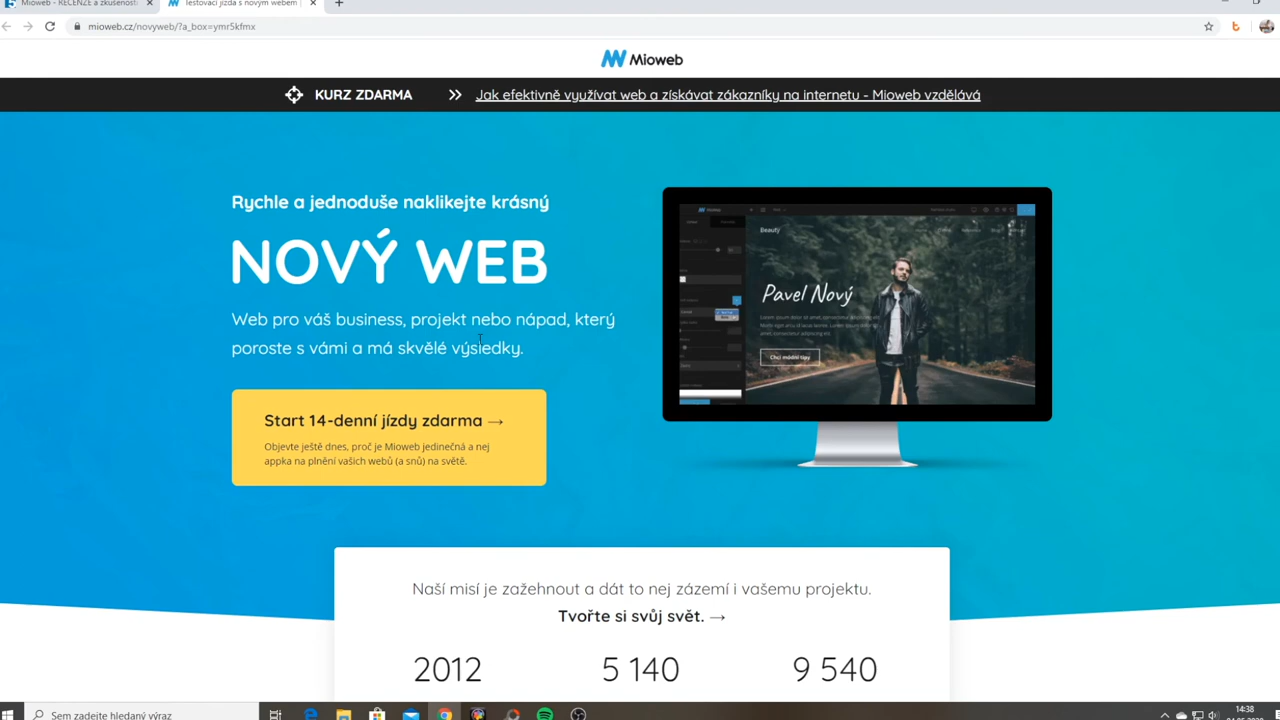 Mioweb - RECENZE a zkušenosti
Testovací jízda s novým webem
mioweb.cz/novyweb/?a_box=ymr5kfmx
Mioweb
KURZ ZDARMA
Jak efektivně využívat web a získávat zákazníky na internetu - Mioweb vzdělává
Rychle a jednoduše naklikejte krásný
NOVÝ WEB
Web pro váš business, projekt nebo nápad, který
poroste s vámi a má skvělé výsledky.
Start 14-denní jízdy zdarma →
Objevte ještě dnes, proč je Mioweb jedinečná a nej
appka na plnění vašich webů (a snů) na světě.
Beauty
Pavel Nový
Chci módní tipy
Naší misí je zažehnout a dát to nej zázemí i vašemu projektu.
Tvořte si svůj svět. →
2012 5 140 9 540
Sem zadejte hledaný výraz
14:38